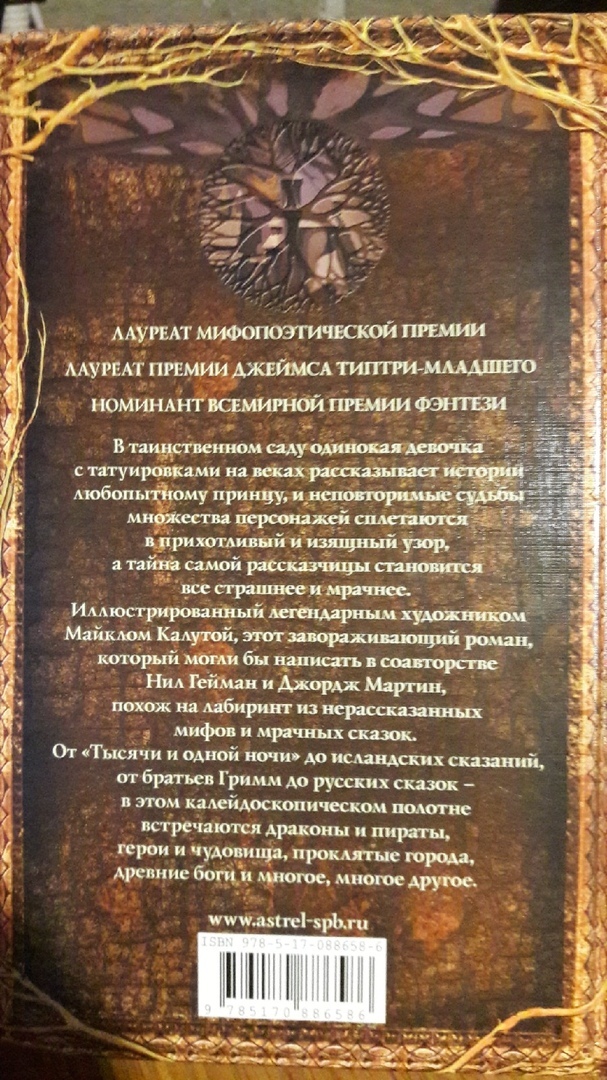 ЛАУРЕАТ МИФОПОЭТИЧЕСКОЙ ПРЕМИИ
ЛАУРЕАТ ПРЕМИИ ДЖЕЙМСА ТИПТРИ-МЛАДШЕГО
НОМИНАНТ ВСЕМИРНОЙ ПРЕМИИ ФЭНТЕЗИ
В таинственном саду одинокая девочка
с татуировками на веках рассказывает истории
любопытному принцу, и неповторимые судьбы
множества персонажей сплетаются
в прихотливый и изящный узор,
а тайна самой рассказчицы становится
все страшнее и мрачнее.
Иллюстрированный легендарным художником
Майклом Калутой, этот завораживающий роман,
который могли бы написать в соавторстве
Нил Гейман и Джордж Мартин,
похож на лабиринт из нерассказанных
мифов и мрачных сказок.
От «Тысячи и одной ночи» до исландских сказаний,
от братьев Гримм до русских сказок –
в этом калейдоскопическом полотне
встречаются драконы и пираты,
герои и чудовища, проклятые города,
древние боги и многое, многое другое.
www.astrel-spb.ru
ISBN 978-5-17-088658-6
9 785170 886586